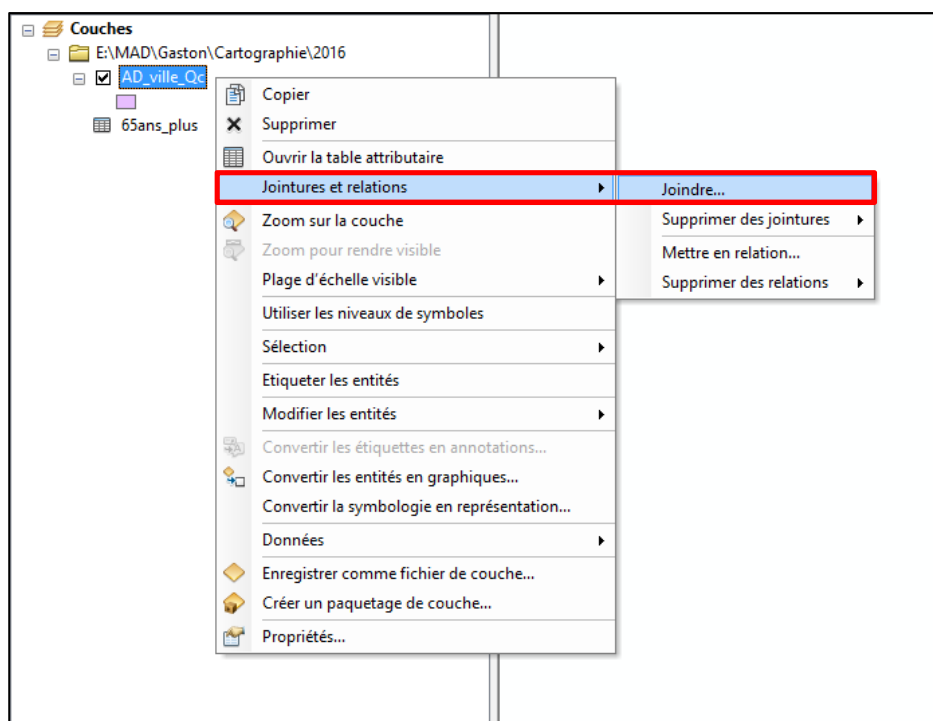 Couches
E:\MAD\Gaston\Cartographie\2016
AD_ville_Qc
65ans_plus
Copier
Supprimer
Ouvrir la table attributaire
Jointures et relations
Zoom sur la couche
Zoom pour rendre visible
Plage d'échelle visible
Utiliser les niveaux de symboles
Sélection
Etiqueter les entités
Modifier les entités
Convertir les étiquettes en annotations...
Convertir les entités en graphiques...
Convertir la symbologie en représentation...
Données
Enregistrer comme fichier de couche...
Créer un paquetage de couche...
Propriétés...
Joindre...
Supprimer des jointures
Mettre en relation...
Supprimer des relations